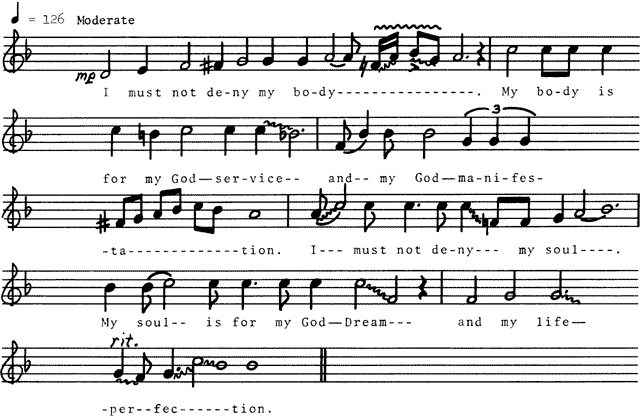 ♩ = 126 Moderate
mp
I must not de-ny my bo-dy---------------. My bo-dy is
3
for my God—ser-vice-- and-- my God—ma-ni-fes-
-ta------------tion. I--- must not de-ny--- my soul----.
My soul-- is for my God—Dream--- and my life—
rit.
-per--fec------tion.